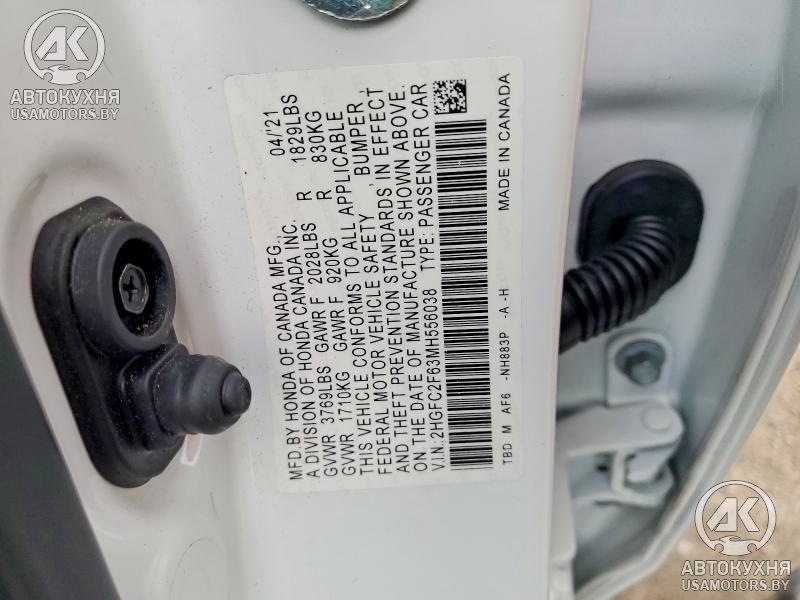 MFD.BY HONDA OF CANADA MFG., 04/'21
A DIVISION OF HONDA CANADA INC.
GVWR 3769LBS GAWR F 2028LBS R 1829LBS
GVWR 1710KG GAWR F 920KG R 830KG
THIS VEHICLE CONFORMS TO ALL APPLICABLE
FEDERAL MOTOR VEHICLE SAFETY , BUMPER ,
AND THEFT PREVENTION STANDARDS IN EFFECT
ON THE DATE OF MANUFACTURE SHOWN ABOVE.
V.I.N:2HGFC2F63MH556038 TYPE: PASSENGER CAR
TBD M AF6 -NH883P -A -H MADE IN CANADA
АК
АВТОКУХНЯ
USAMOTORS.BY
АК
АВТОКУХНЯ
USAMOTORS.BY